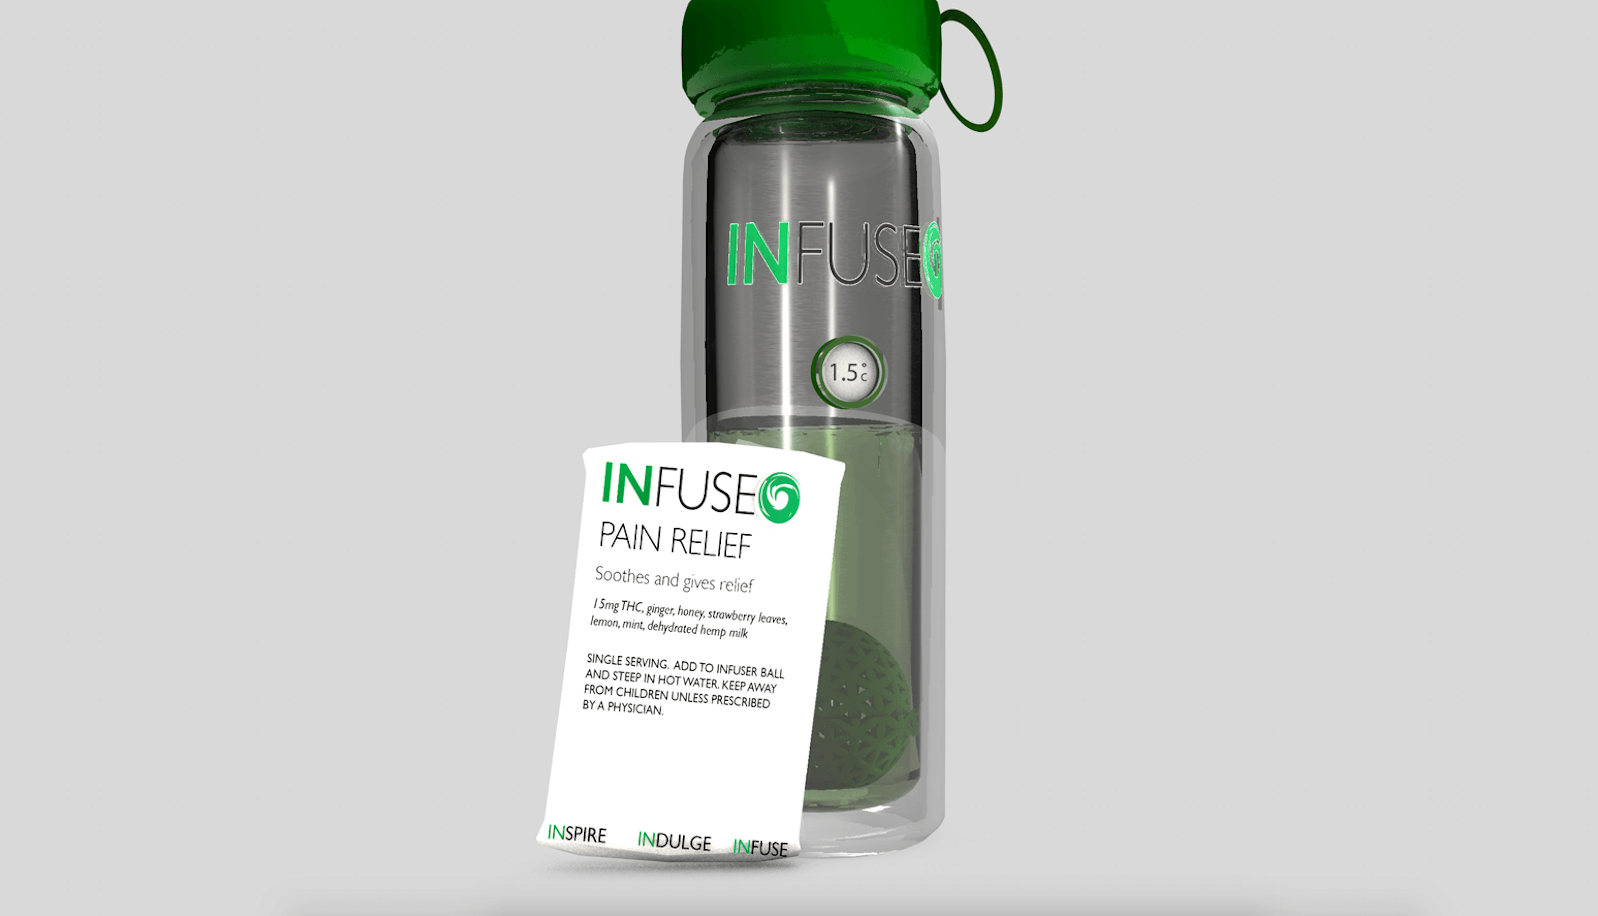 INFUSE
1.5°C
INFUSE
PAIN RELIEF
Soothes and gives relief
15mg THC, ginger, honey, strawberry leaves,
lemon, mint, dehydrated hemp milk
SINGLE SERVING. ADD TO INFUSER BALL
AND STEEP IN HOT WATER. KEEP AWAY
FROM CHILDREN UNLESS PRESCRIBED
BY A PHYSICIAN.
INSPIRE INDULGE INFUSE